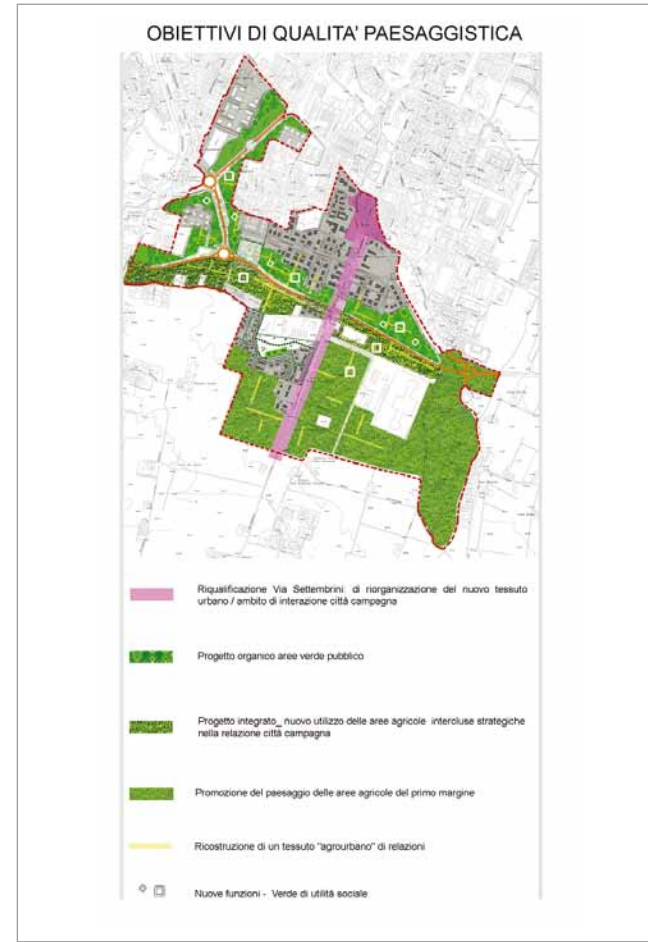 OBIETTIVI DI QUALITA' PAESAGGISTICA
Riqualificazione Via Settembrini: di riorganizzazione del nuovo tessuto
urbano / ambito di interazione città campagna
Progetto organico aree verde pubblico
Progetto integrato_ nuovo utilizzo delle aree agricole intercluse strategiche
nella relazione città campagna
Promozione del paesaggio delle aree agricole del primo margine
Ricostruzione di un tessuto "agrourbano" di relazioni
Nuove funzioni - Verde di utilità sociale